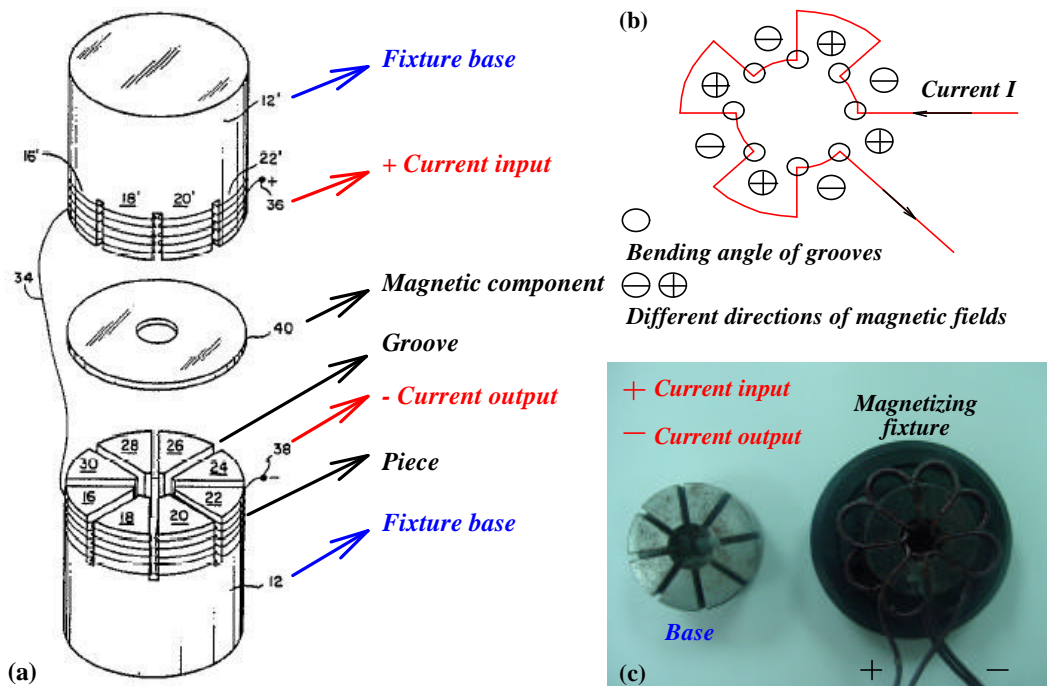 Fixture base
12'
16'
22'
+ Current input
18'
20'
+
36
34
Magnetic component
40
Groove
- Current output
28
26
38
30
24
-
Piece
16
22
18
20
Fixture base
12
(a)
(b)
Current I
Bending angle of grooves
Different directions of magnetic fields
+ Current input
Magnetizing
fixture
− Current output
Base
(c)
+
−